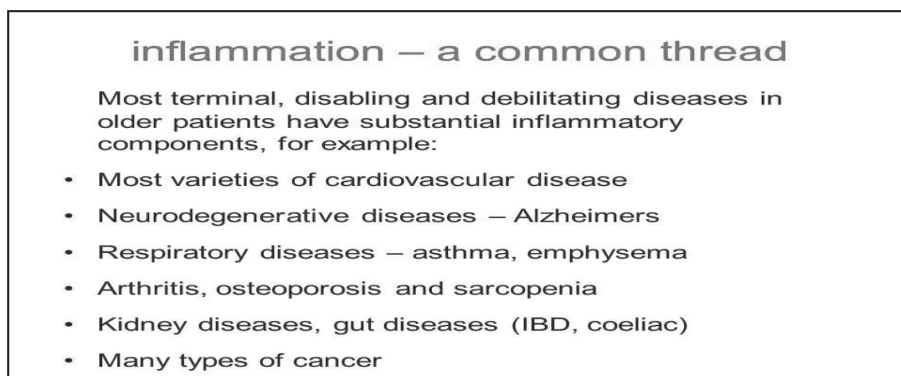 inflammation – a common thread
Most terminal, disabling and debilitating diseases in
older patients have substantial inflammatory
components, for example:
• Most varieties of cardiovascular disease
• Neurodegenerative diseases – Alzheimers
• Respiratory diseases – asthma, emphysema
• Arthritis, osteoporosis and sarcopenia
• Kidney diseases, gut diseases (IBD, coeliac)
• Many types of cancer